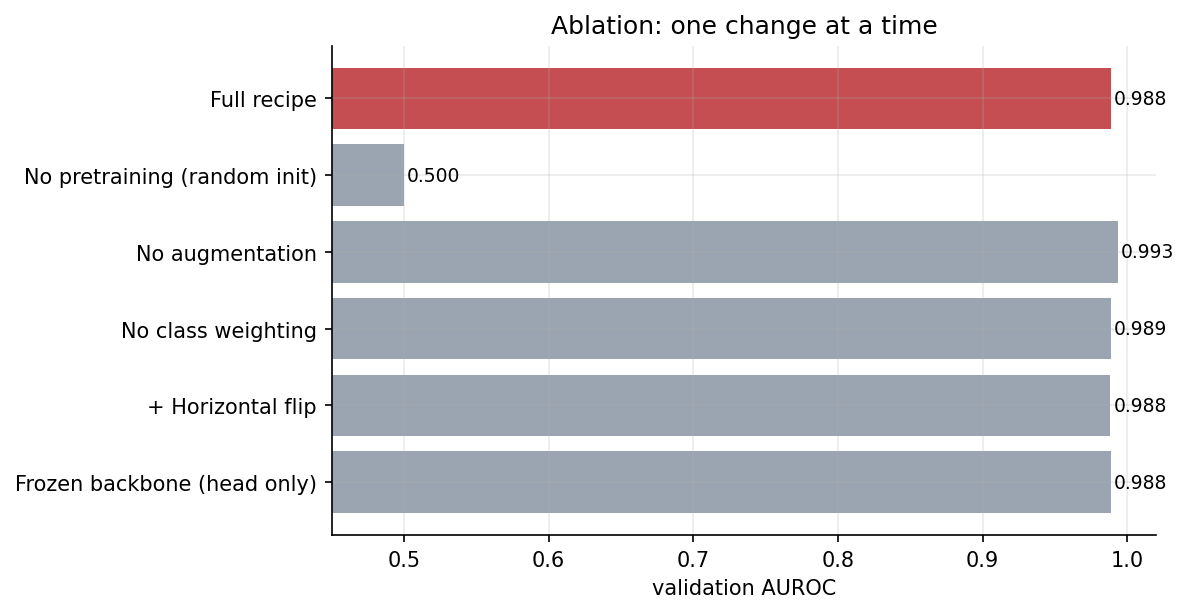 Ablation: one change at a time
Full recipe 0.988
No pretraining (random init) 0.500
No augmentation 0.993
No class weighting 0.989
+ Horizontal flip 0.988
Frozen backbone (head only) 0.988
0.5 0.6 0.7 0.8 0.9 1.0
validation AUROC